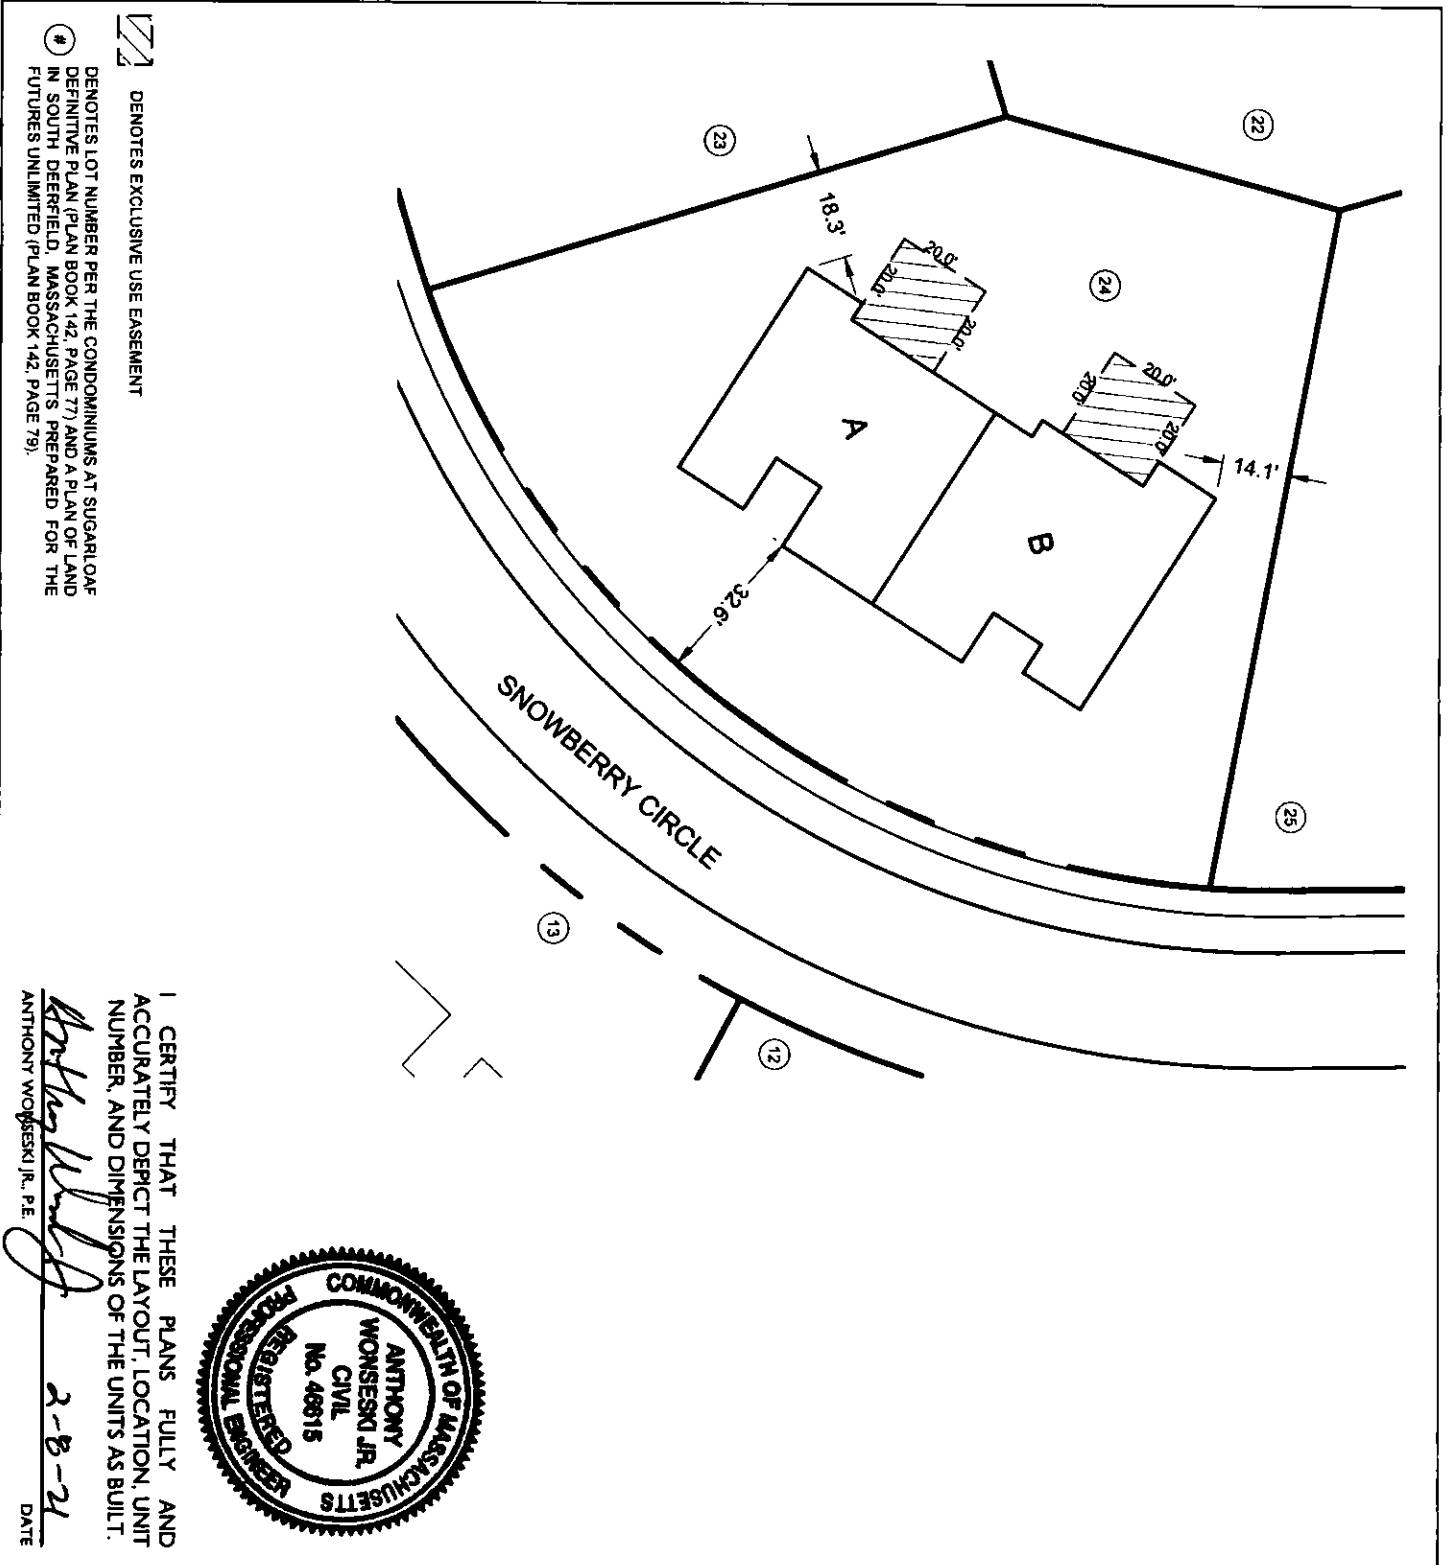 22
23
18.3'
20.0'
20.0'
20.0'
24
20.0'
20.0'
20.0'
14.1'
A
B
32.6'
25
SNOWBERRY CIRCLE
13
12
DENOTES EXCLUSIVE USE EASEMENT
#
DENOTES LOT NUMBER PER THE CONDOMINIUMS AT SUGARLOAF
DEFINITIVE PLAN (PLAN BOOK 142, PAGE 77) AND A PLAN OF LAND
IN SOUTH DEERFIELD, MASSACHUSETTS PREPARED FOR THE
FUTURES UNLIMITED (PLAN BOOK 142, PAGE 79).
COMMONWEALTH OF MASSACHUSETTS
ANTHONY
WONSESKI JR.
CIVIL
No. 46615
REGISTERED
PROFESSIONAL ENGINEER
I CERTIFY THAT THESE PLANS FULLY AND
ACCURATELY DEPICT THE LAYOUT, LOCATION, UNIT
NUMBER, AND DIMENSIONS OF THE UNITS AS BUILT.
2-8-21
ANTHONY WONSESKI JR., P.E.
DATE